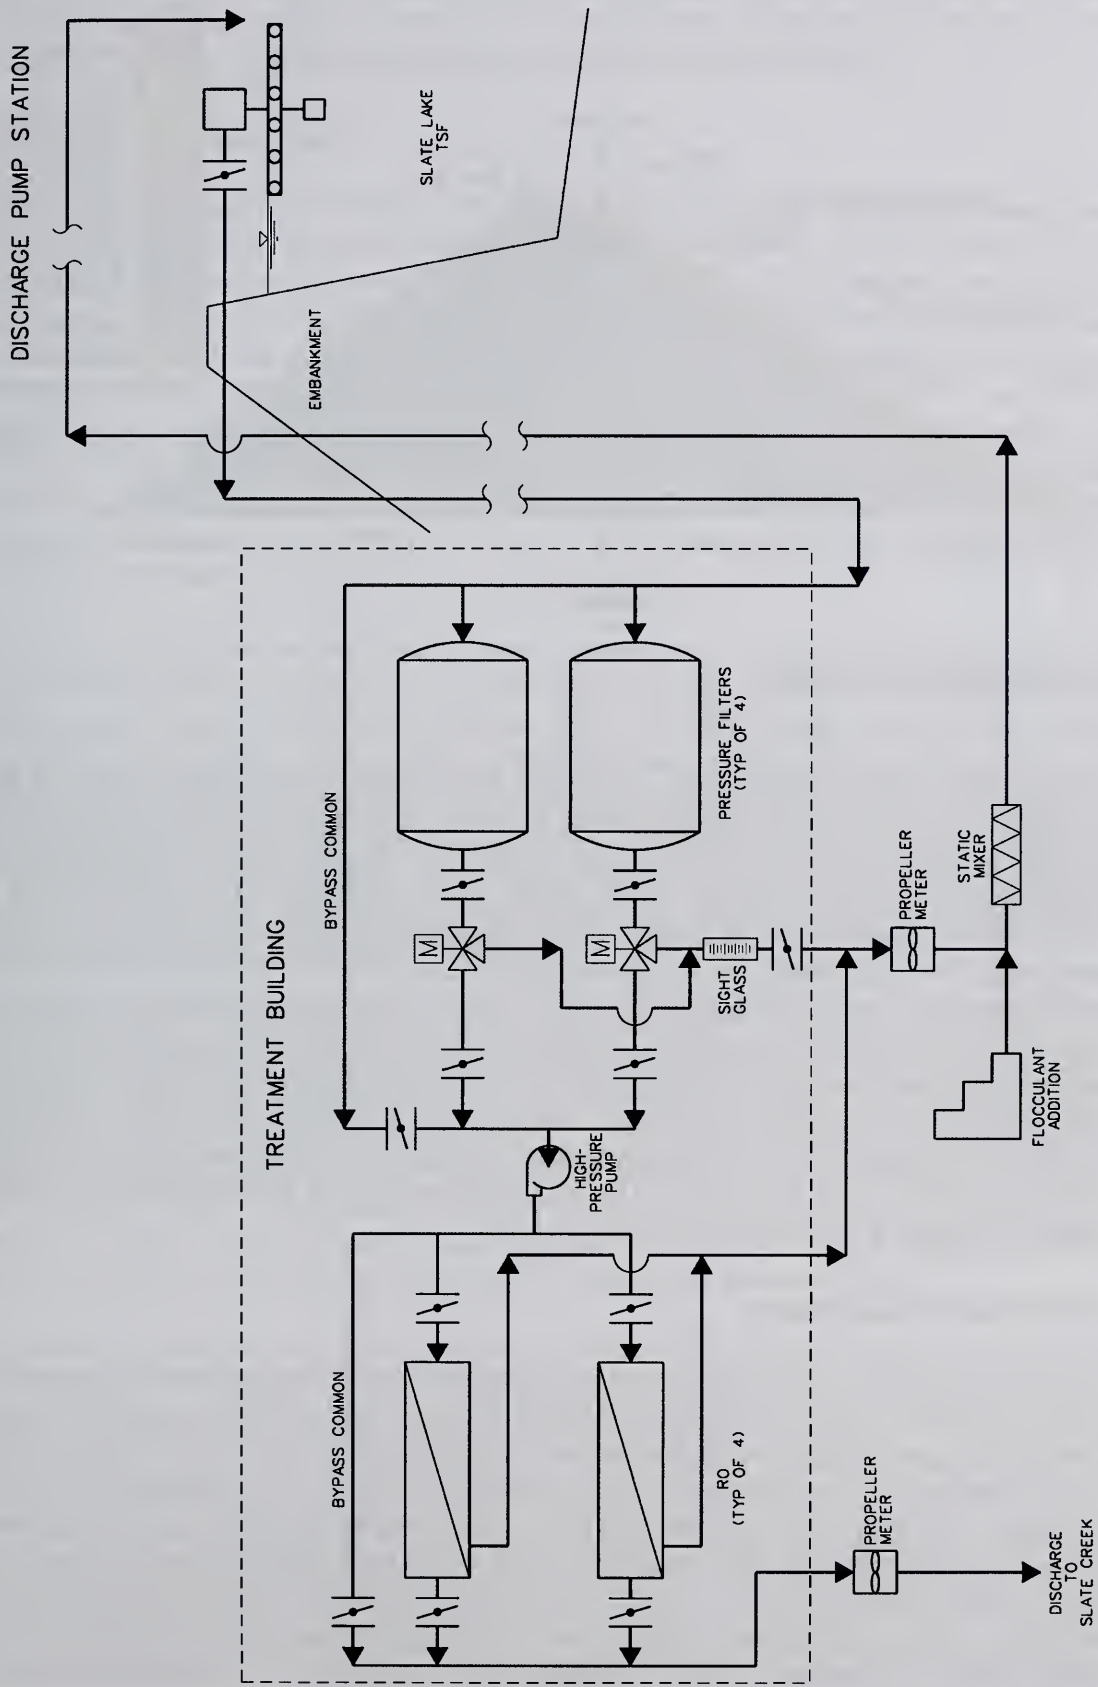 DISCHARGE PUMP STATION
SLATE LAKE
TSF
EMBANKMENT
TREATMENT BUILDING
BYPASS COMMON
PRESSURE FILTERS
(TYP OF 4)
M
M
SIGHT
GLASS
HIGH-
PRESSURE
PUMP
BYPASS COMMON
RO
(TYP OF 4)
PROPELLER
METER
STATIC
MIXER
FLOCCULANT
ADDITION
PROPELLER
METER
DISCHARGE
TO
SLATE CREEK